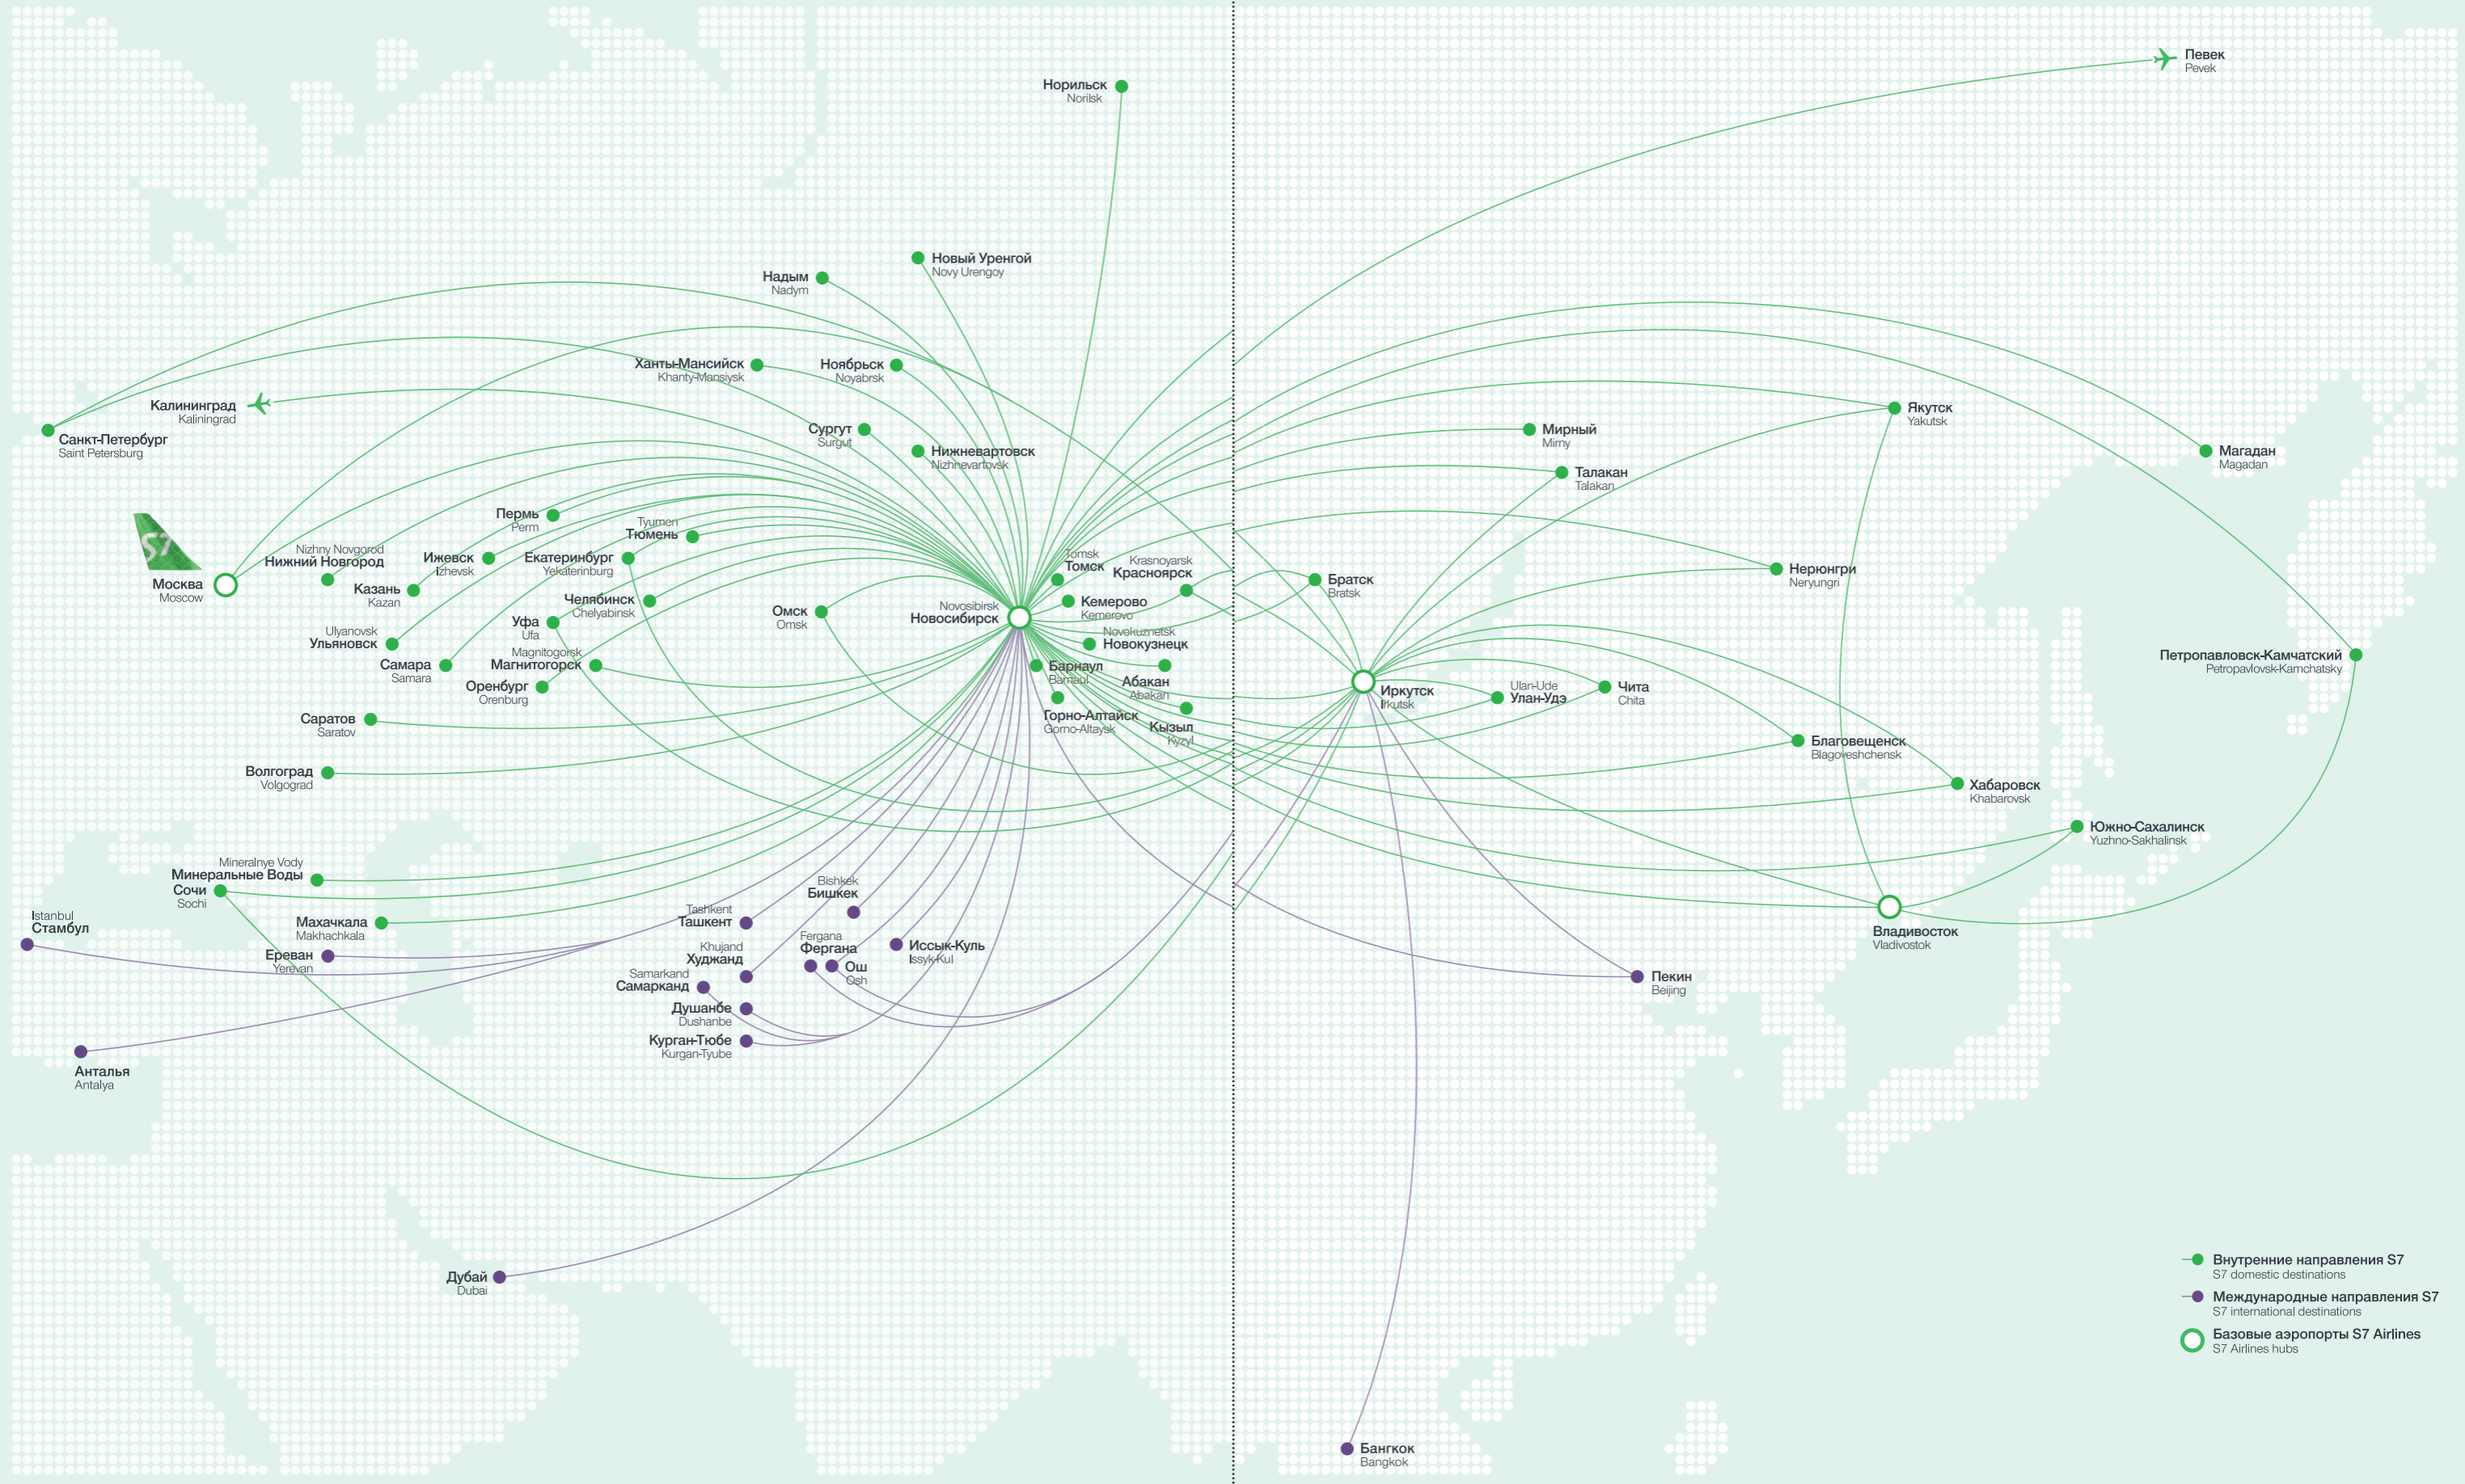 Певек
Pevek
Норильск
Norilsk
Новый Уренгой
Novy Urengoy
Надым
Nadym
Ханты-Мансийск
Khanty-Mansiysk
Ноябрьск
Noyabrsk
Калининград
Kaliningrad
Санкт-Петербург
Saint Petersburg
Сургут
Surgut
Нижневартовск
Nizhnevartovsk
Мирный
Mirny
Якутск
Yakutsk
Талакан
Talakan
Магадан
Magadan
S7
Москва
Moscow
Nizhny Novgorod
Нижний Новгород
Пермь
Perm
Tyumen
Тюмень
Ижевск
Izhevsk
Екатеринбург
Yekaterinburg
Казань
Kazan
Челябинск
Chelyabinsk
Уфа
Ufa
Омск
Omsk
Novosibirsk
Новосибирск
Tomsk
Томск
Krasnoyarsk
Красноярск
Кемерово
Kemerovo
Братск
Bratsk
Нерюнгри
Neryungri
Ulyanovsk
Ульяновск
Самара
Samara
Magnitogorsk
Магнитогорск
Оренбург
Orenburg
Novokuznetsk
Новокузнецк
Барнаул
Barnaul
Абакан
Abakan
Горно-Алтайск
Gorno-Altaysk
Кызыл
Kyzyl
Иркутск
Irkutsk
Ulan-Ude
Улан-Удэ
Чита
Chita
Петропавловск-Камчатский
Petropavlovsk-Kamchatsky
Саратов
Saratov
Волгоград
Volgograd
Благовещенск
Blagoveshchensk
Хабаровск
Khabarovsk
Южно-Сахалинск
Yuzhno-Sakhalinsk
Mineralnye Vody
Минеральные Воды
Сочи
Sochi
Махачкала
Makhachkala
Istanbul
Стамбул
Ереван
Yerevan
Анталья
Antalya
Bishkek
Бишкек
Tashkent
Ташкент
Khujand
Худжанд
Fergana
Фергана
Ош
Osh
Иссык-Куль
Issyk-Kul
Samarkand
Самарканд
Душанбе
Dushanbe
Курган-Тюбе
Kurgan-Tyube
Владивосток
Vladivostok
Пекин
Beijing
Дубай
Dubai
Бангкок
Bangkok
Внутренние направления S7
S7 domestic destinations
Международные направления S7
S7 international destinations
Базовые аэропорты S7 Airlines
S7 Airlines hubs